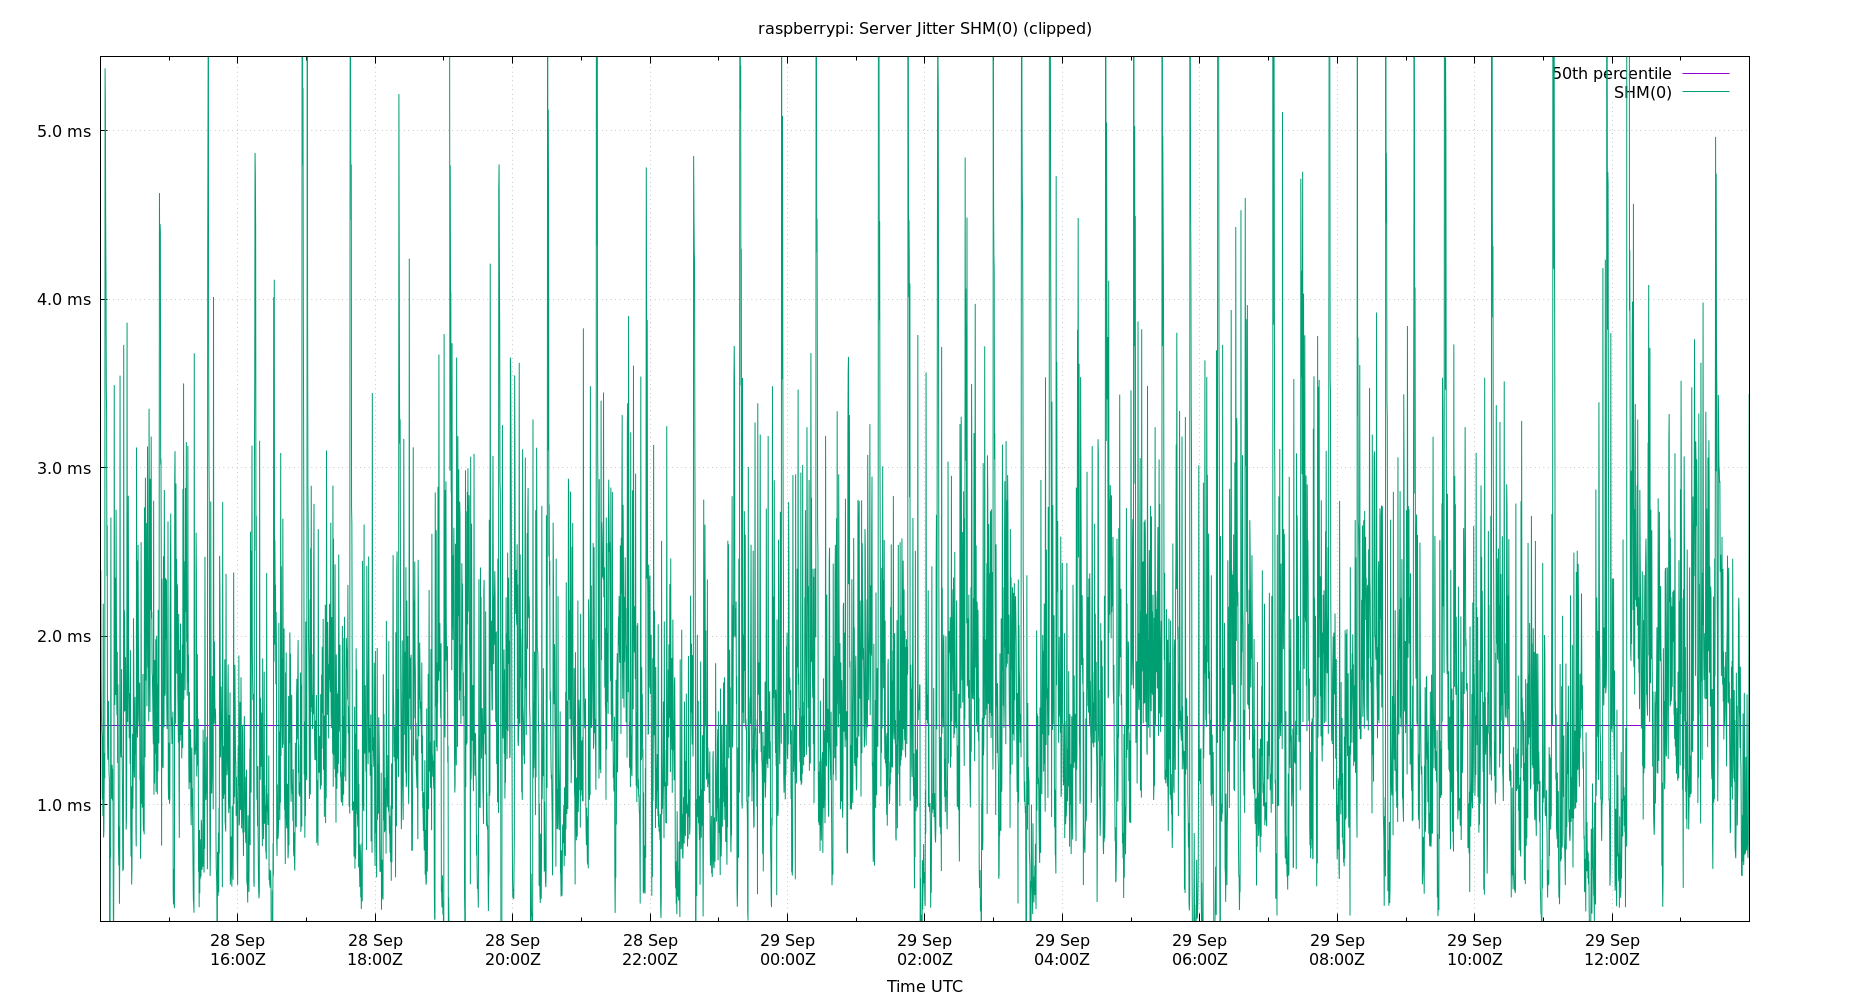 raspberrypi: Server Jitter SHM(0) (clipped)
50th percentile
SHM(0)
5.0 ms
4.0 ms
3.0 ms
2.0 ms
1.0 ms
28 Sep 28 Sep 28 Sep 28 Sep 29 Sep 29 Sep 29 Sep 29 Sep 29 Sep 29 Sep 29 Sep
16:00Z 18:00Z 20:00Z 22:00Z 00:00Z 02:00Z 04:00Z 06:00Z 08:00Z 10:00Z 12:00Z
Time UTC